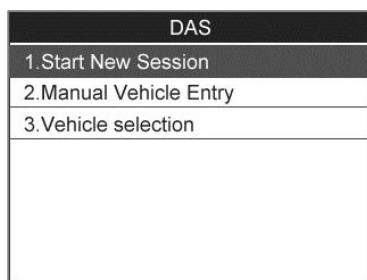 DAS
1.Start New Session
2.Manual Vehicle Entry
3.Vehicle selection